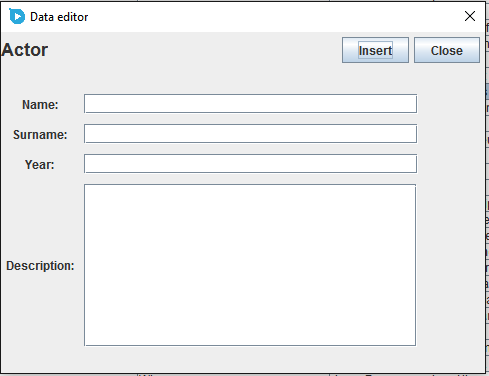 Data editor
Actor
Insert
Close
Name:
Surname:
Year:
Description: